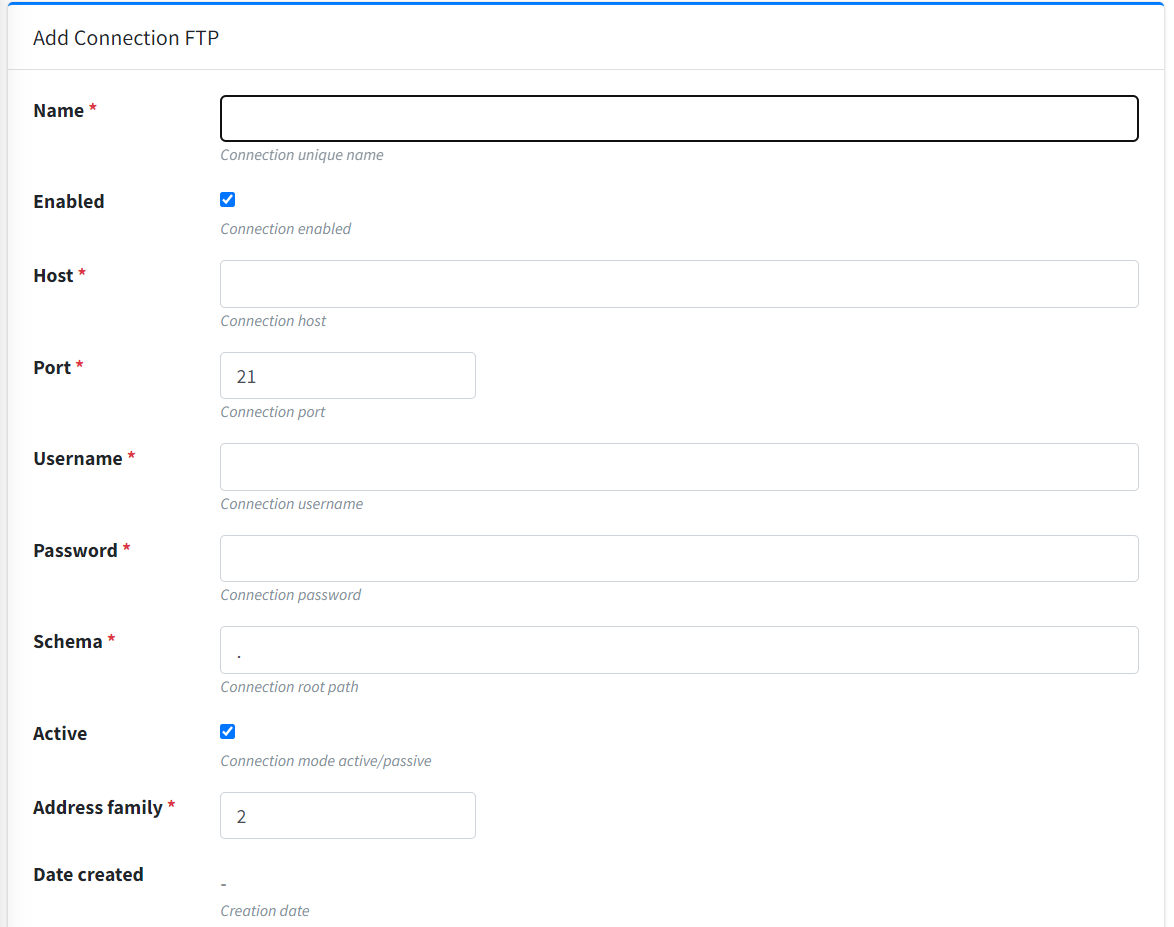 Add Connection FTP
Name *
Connection unique name
Enabled
Connection enabled
Host *
Connection host
Port *
21
Connection port
Username *
Connection username
Password *
Connection password
Schema *
.
Connection root path
Active
Connection mode active/passive
Address family *
2
Date created
-
Creation date